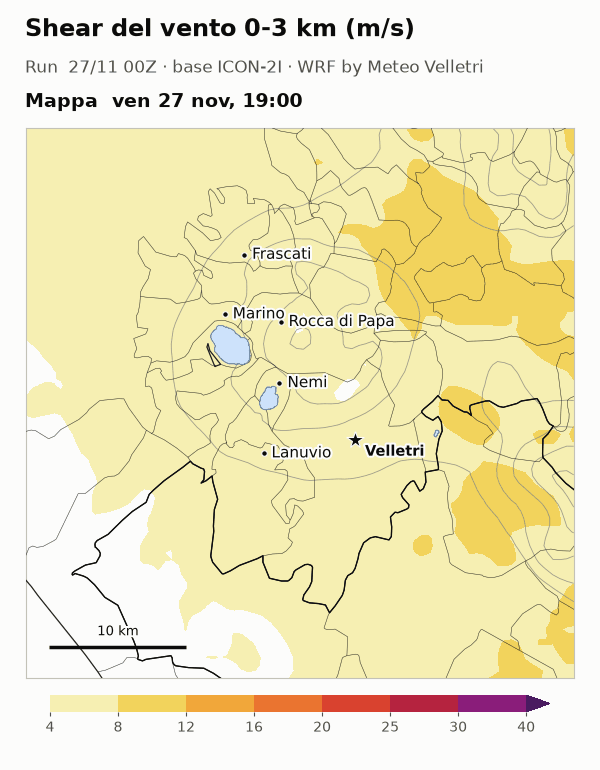 Shear del vento 0-3 km (m/s)
Run  27/11 00Z · base ICON-2I · WRF by Meteo Velletri
Mappa  ven 27 nov, 19:00
Frascati
Marino
Rocca di Papa
Nemi
Velletri
Lanuvio
10 km
4 8 12 16 20 25 30 40